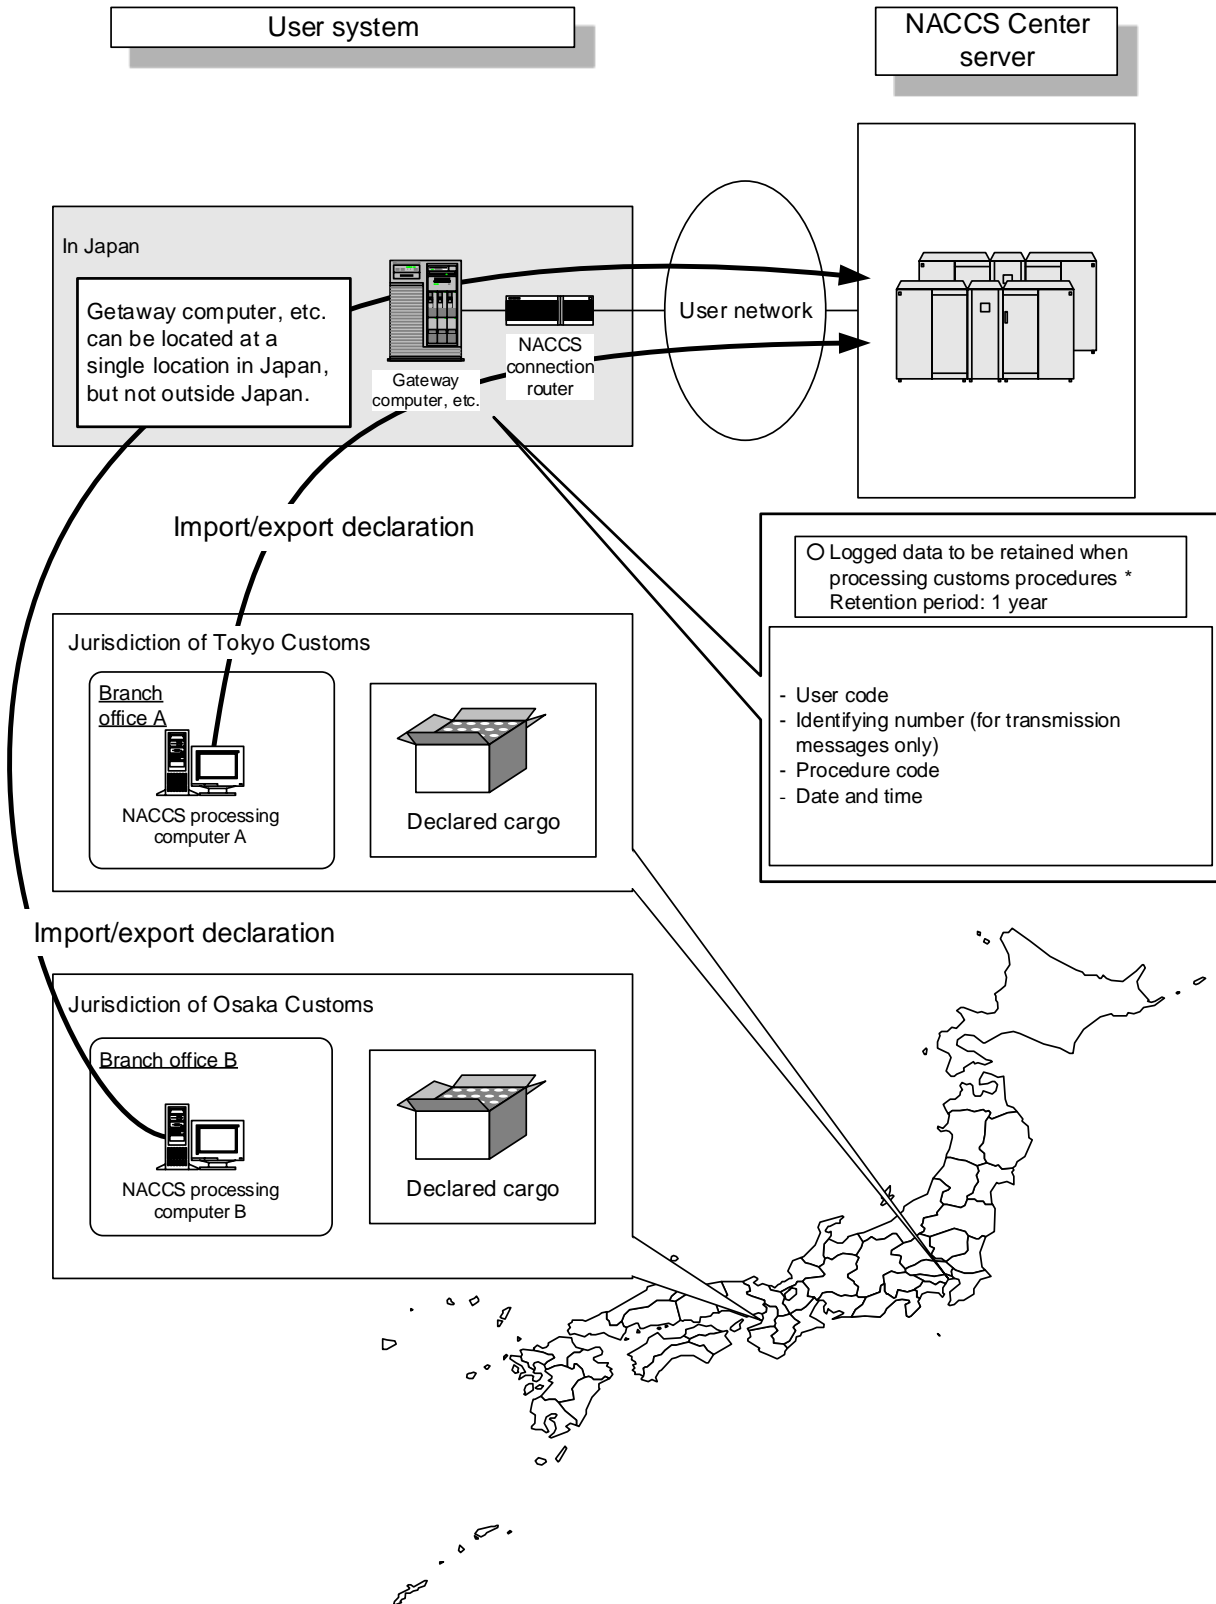 User system
NACCS Center
server
In Japan
Getaway computer, etc.
can be located at a
single location in Japan,
but not outside Japan.
Gateway
computer, etc.
NACCS
connection
router
User network
Import/export declaration
○ Logged data to be retained when
processing customs procedures *
Retention period: 1 year
- User code
- Identifying number (for transmission
messages only)
- Procedure code
- Date and time
Jurisdiction of Tokyo Customs
Branch
office A
NACCS processing
computer A
Declared cargo
Import/export declaration
Jurisdiction of Osaka Customs
Branch office B
NACCS processing
computer B
Declared cargo